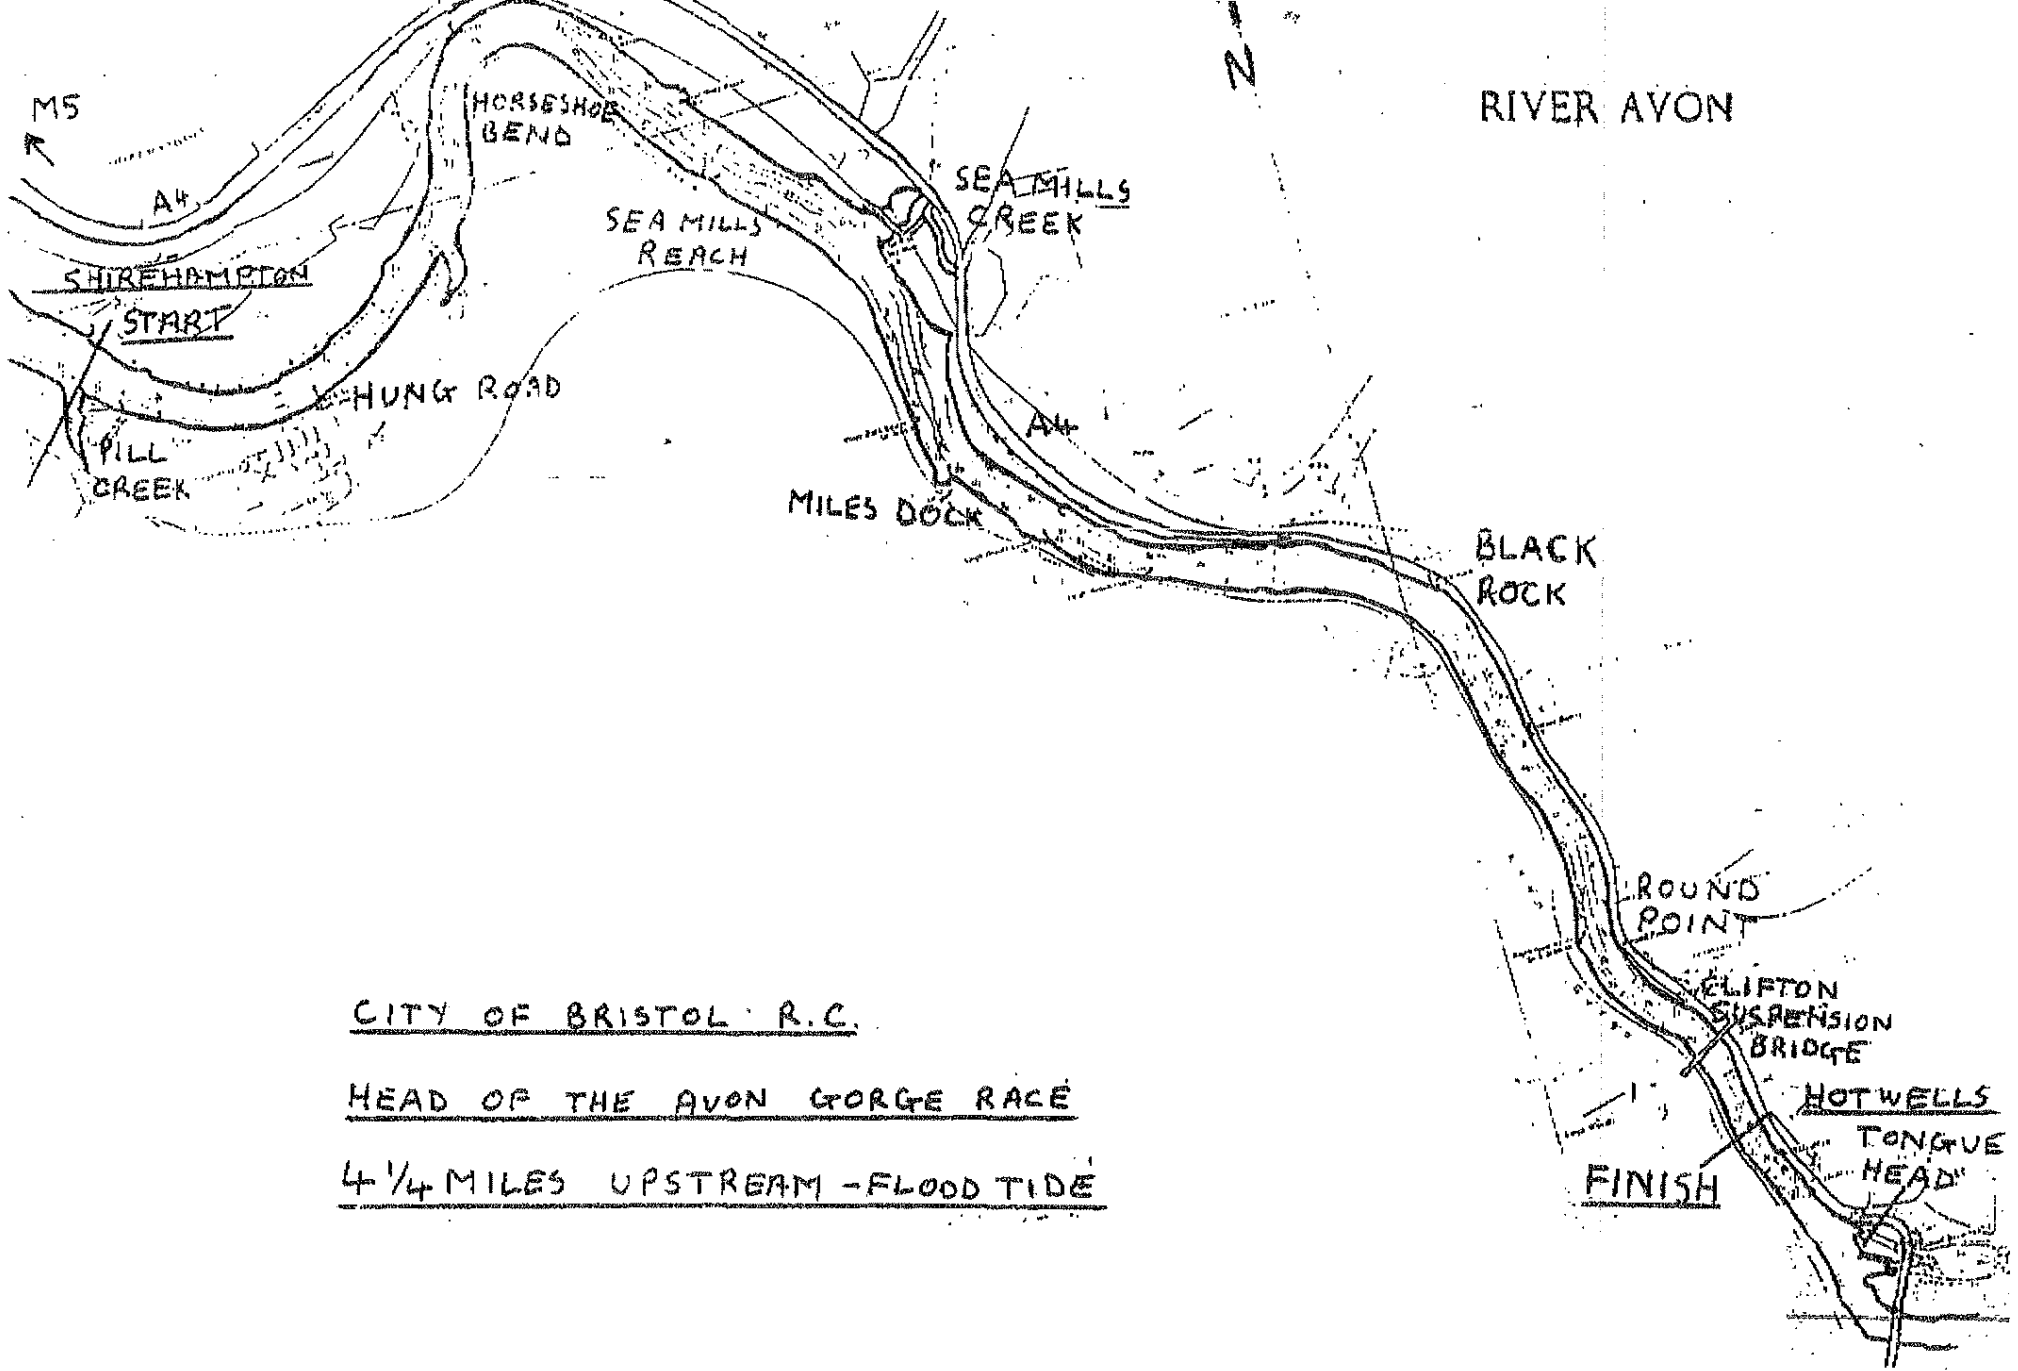 N
RIVER AVON
M5
A4
HORSESHOE
BEND
SEA MILLS
CREEK
SEA MILLS
REACH
SHIREHAMPTON
START
HUNG ROAD
PILL
CREEK
A4
MILES DOCK
BLACK
ROCK
ROUND
POINT
CLIFTON
SUSPENSION
BRIDGE
HOTWELLS
TONGUE
HEAD"
FINISH
CITY OF BRISTOL R.C.
HEAD OF THE AVON GORGE RACE
4 1/4 MILES UPSTREAM - FLOOD TIDE